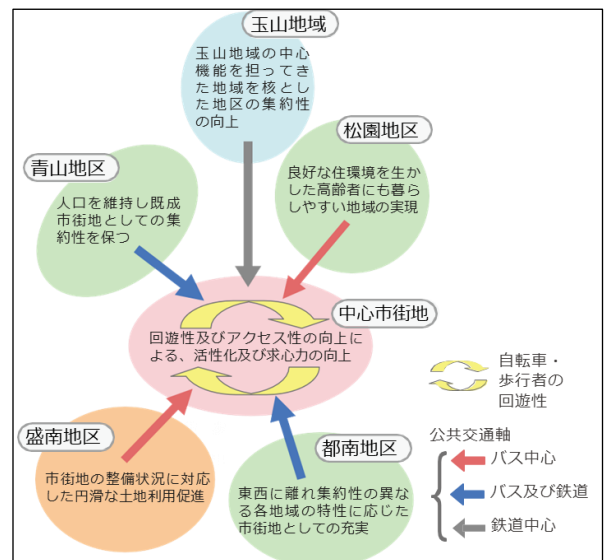 玉山地域
玉山地域の中心
機能を担ってき
た地域を核とし
た地区の集約性
の向上
松園地区
良好な住環境を生か
した高齢者にも暮ら
しやすい地域の実現
青山地区
人口を維持し既成
市街地としての集
約性を保つ
中心市街地
回遊性及びアクセス性の向上に
よる、活性化及び求心力の向上
盛南地区
市街地の整備状況に対応
した円滑な土地利用促進
都南地区
東西に離れ集約性の異な
る各地域の特性に応じた
市街地としての充実
自転車・
歩行者の
回遊性
公共交通軸
バス中心
バス及び鉄道
鉄道中心